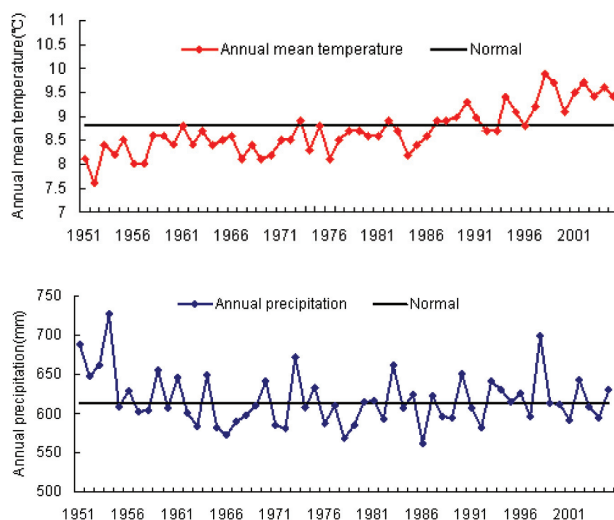 Annual mean temperature(℃)
11
10.5
10
9.5
9
8.5
8
7.5
7
Annual mean temperature Normal
1951 1956 1961 1966 1971 1976 1981 1986 1991 1996 2001
Annual precipitation(mm)
750
700
650
600
550
500
Annual precipitation Normal
1951 1956 1961 1966 1971 1976 1981 1986 1991 1996 2001